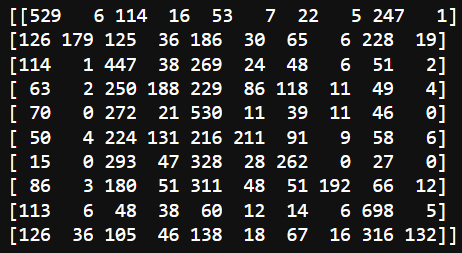 [[529   6 114  16  53   7  22   5 247   1]
[126 179 125  36 186  30  65   6 228  19]
[114   1 447  38 269  24  48   6  51   2]
[ 63   2 250 188 229  86 118  11  49   4]
[ 70   0 272  21 530  11  39  11  46   0]
[ 50   4 224 131 216 211  91   9  58   6]
[ 15   0 293  47 328  28 262   0  27   0]
[ 86   3 180  51 311  48  51 192  66  12]
[113   6  48  38  60  12  14   6 698   5]
[126  36 105  46 138  18  67  16 316 132]]